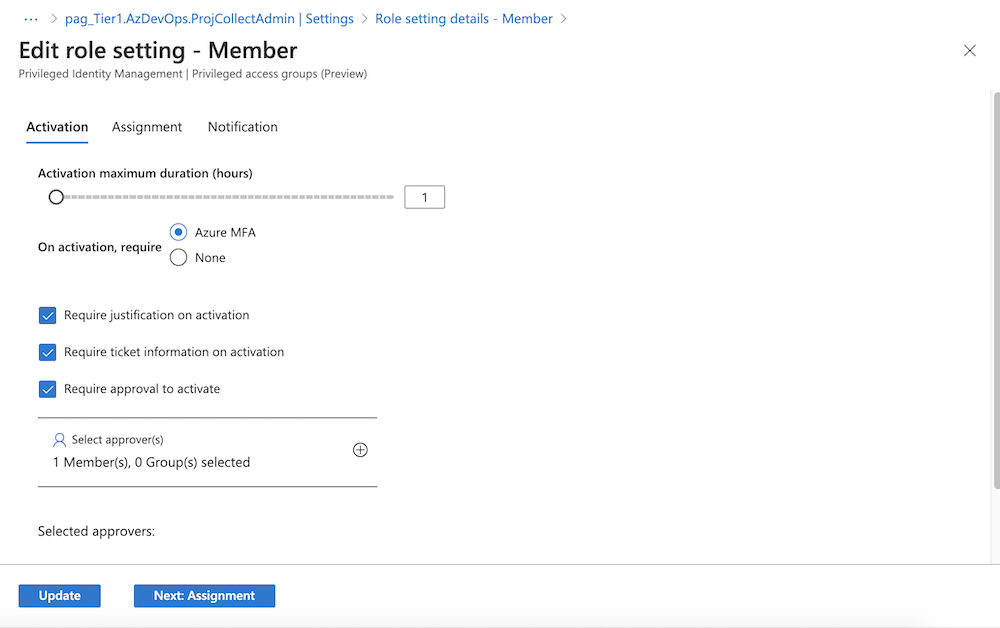 ··· > pag_Tier1.AzDevOps.ProjCollectAdmin | Settings > Role setting details - Member >
Edit role setting - Member
Privileged Identity Management | Privileged access groups (Preview)
Activation Assignment Notification
Activation maximum duration (hours)
1
On activation, require
Azure MFA
None
Require justification on activation
Require ticket information on activation
Require approval to activate
Select approver(s)
1 Member(s), 0 Group(s) selected
Selected approvers:
Update Next: Assignment